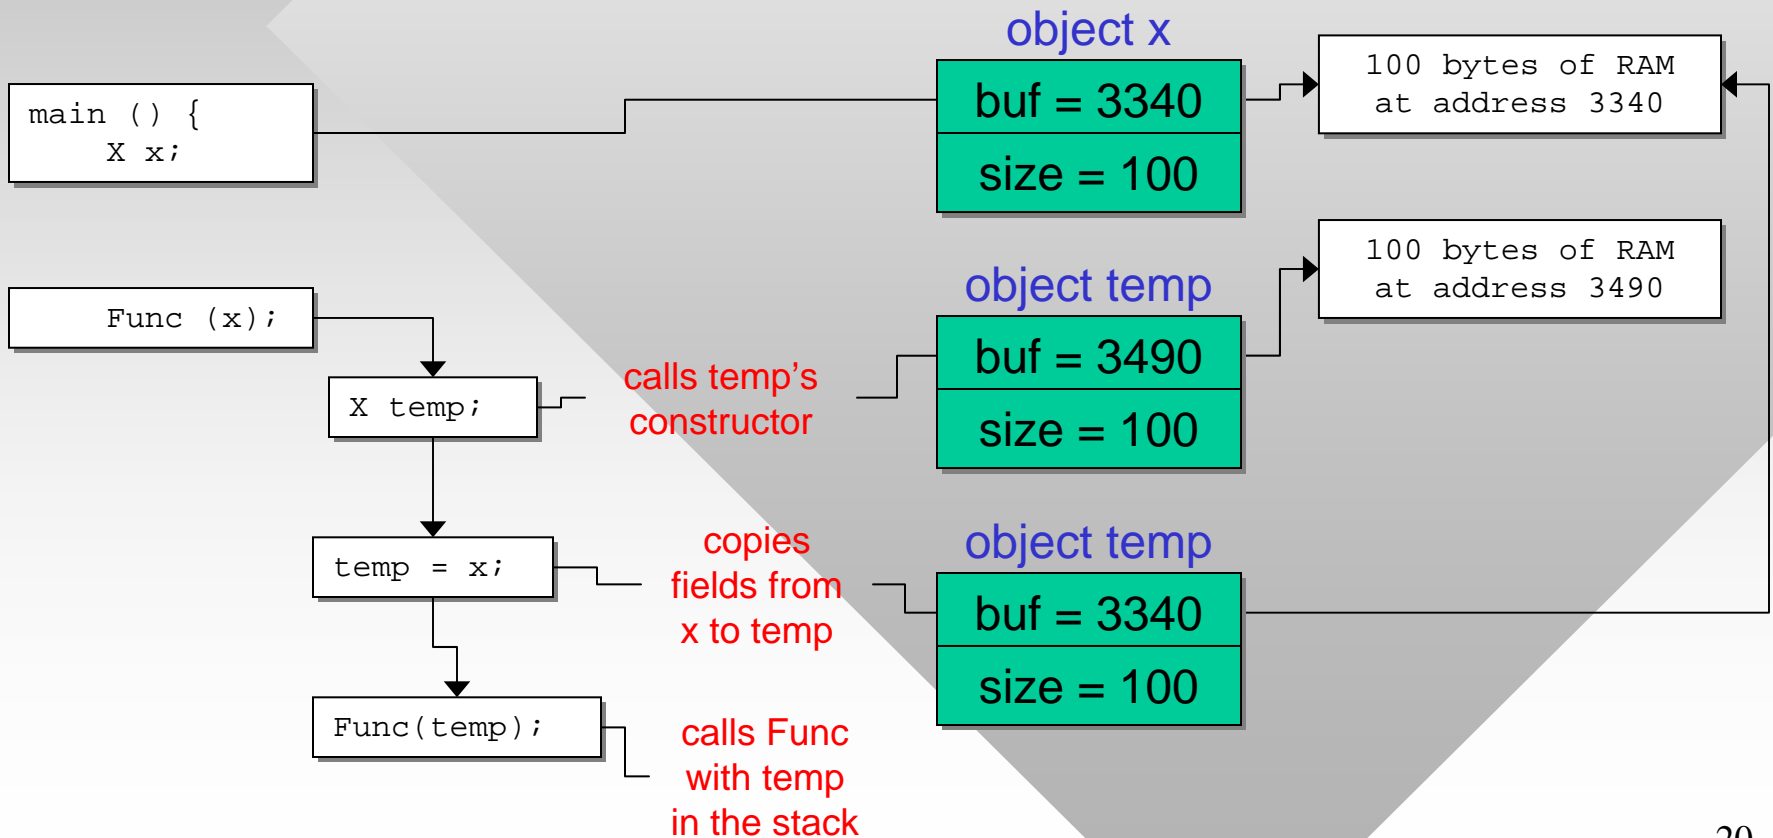 object x
main () {
X x;
buf = 3340
size = 100
100 bytes of RAM
at address 3340
Func (x);
object temp
buf = 3490
size = 100
100 bytes of RAM
at address 3490
X temp;
calls temp's
constructor
temp = x;
copies
fields from
x to temp
object temp
buf = 3340
size = 100
Func(temp);
calls Func
with temp
in the stack